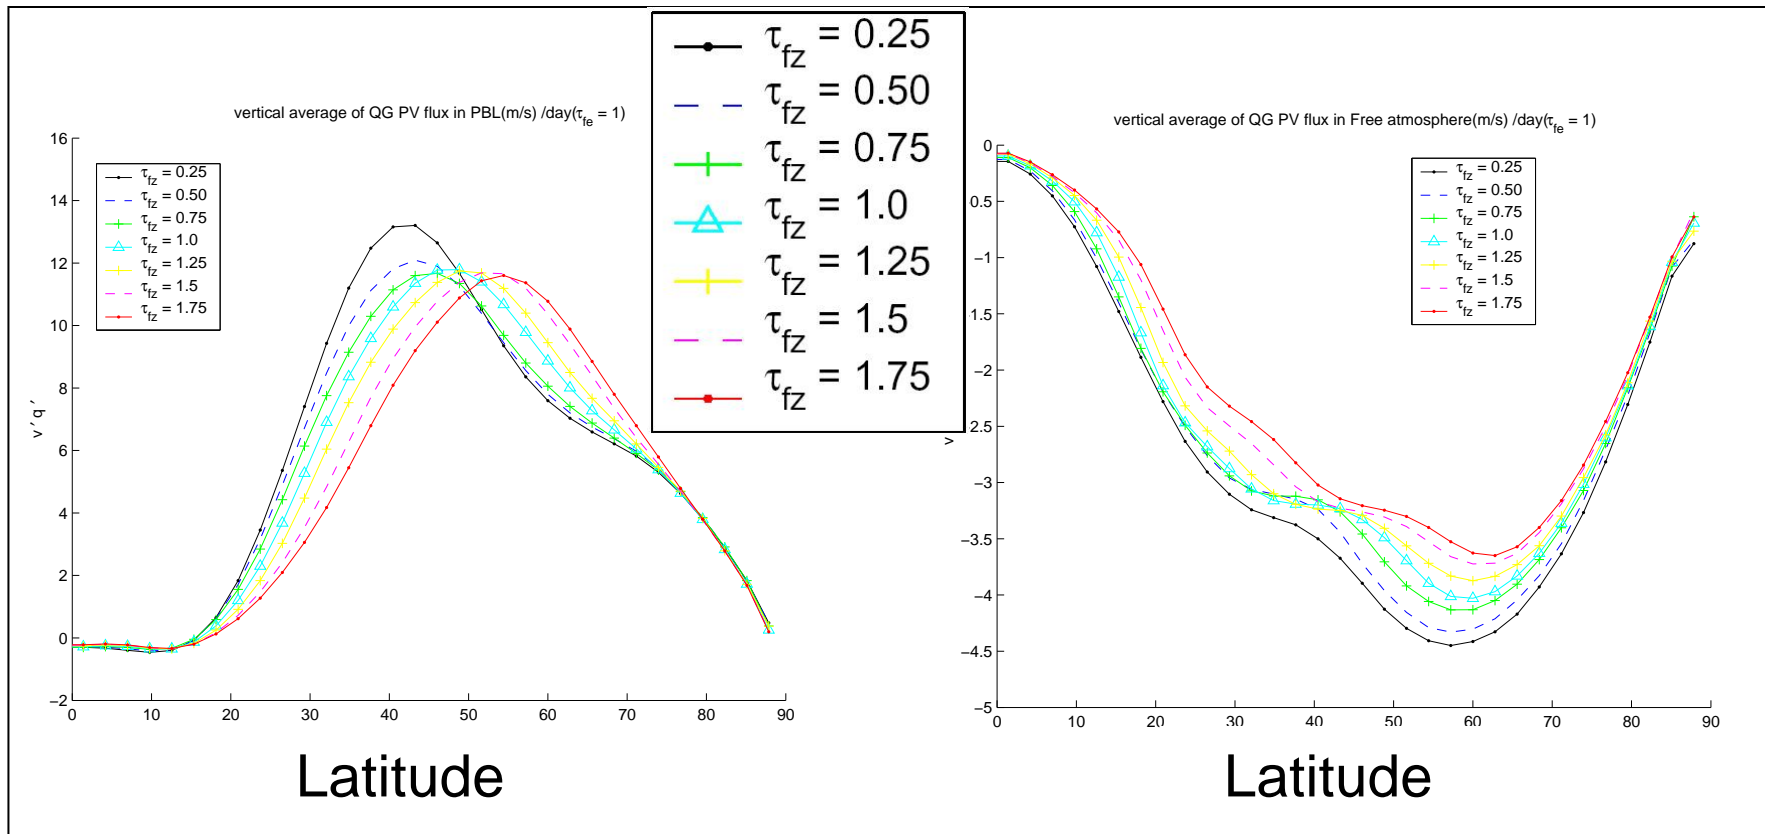 vertical average of QG PV flux in PBL(m/s) /day(τfe = 1)
16
14
12
10
8
6
4
2
0
−2
v ′ q ′
τfz = 0.25
τfz = 0.50
τfz = 0.75
τfz = 1.0
τfz = 1.25
τfz = 1.5
τfz = 1.75
0 10 20 30 40 50 60 70 80 90
Latitude
τfz = 0.25
τfz = 0.50
τfz = 0.75
τfz = 1.0
τfz = 1.25
τfz = 1.5
τfz = 1.75
vertical average of QG PV flux in Free atmosphere(m/s) /day(τfe = 1)
0
0.5
−1
1.5
−2
2.5
−3
−3.5
−4
−4.5
−5
v
τfz = 0.25
τfz = 0.50
τfz = 0.75
τfz = 1.0
τfz = 1.25
τfz = 1.5
τfz = 1.75
0 10 20 30 40 50 60 70 80 90
Latitude